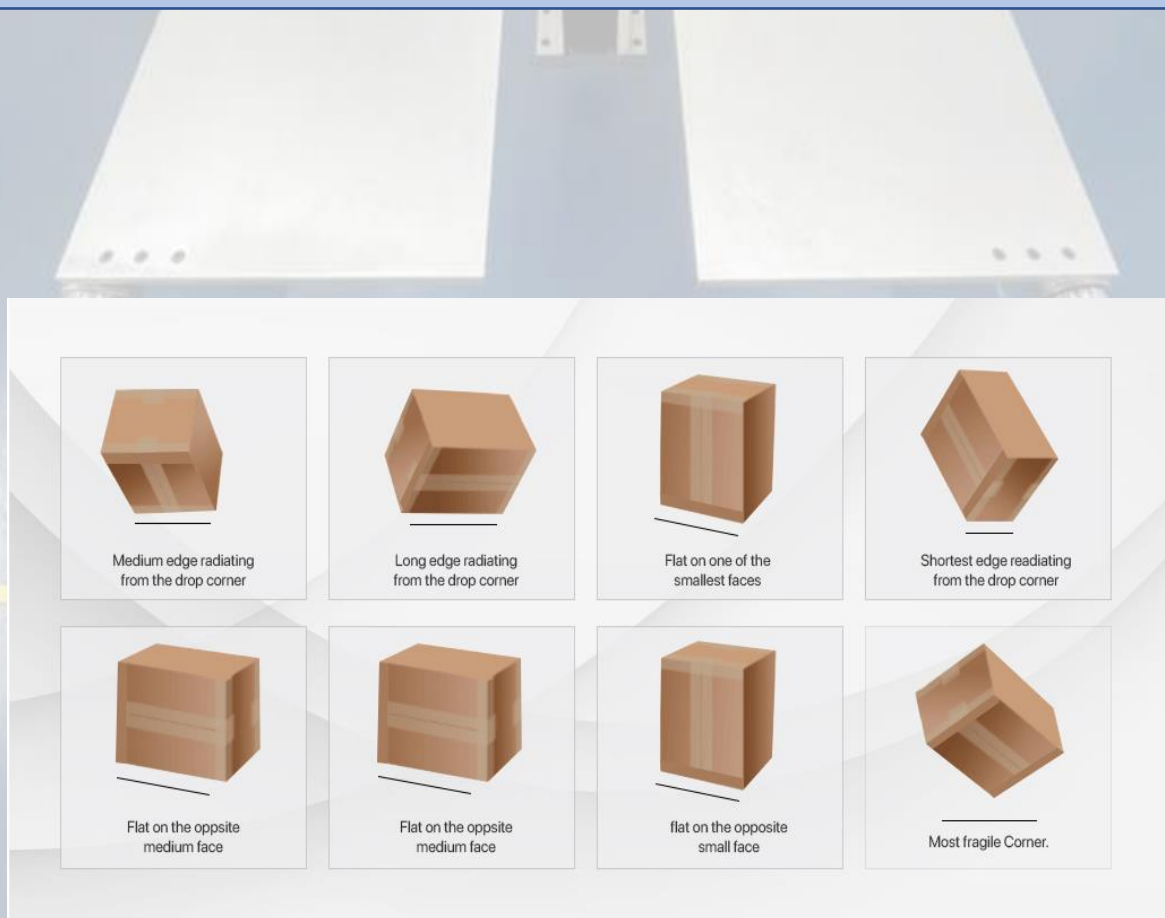 Medium edge radiating
from the drop corner
Long edge radiating
from the drop corner
Flat on one of the
smallest faces
Shortest edge readiating
from the drop corner
Flat on the oppsite
medium face
Flat on the oppsite
medium face
flat on the opposite
small face
Most fragile Corner.